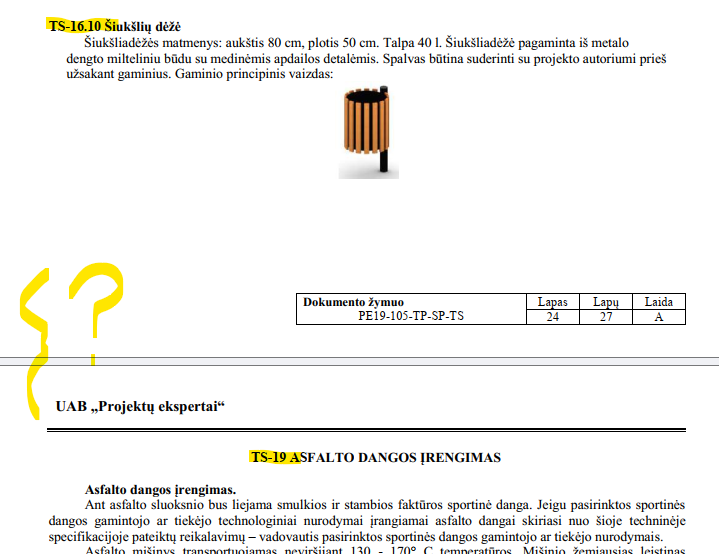 TS-16.10 Šiukšlių dėžė
Šiukšliadėžės matmenys: aukštis 80 cm, plotis 50 cm. Talpa 40 l. Šiukšliadėžė pagaminta iš metalo
dengto milteliniu būdu su medinėmis apdailos detalėmis. Spalvas būtina suderinti su projekto autoriumi prieš
užsakant gaminius. Gaminio principinis vaizdas:
{?
Dokumento žymuo Lapas Lapų Laida
PE19-105-TP-SP-TS 24 27 A
UAB „Projektų ekspertai“
TS-19 ASFALTO DANGOS ĮRENGIMAS
Asfalto dangos įrengimas.
Ant asfalto sluoksnio bus liejama smulkios ir stambios faktūros sportinė danga. Jeigu pasirinktos sportinės
dangos gamintojo ar tiekėjo technologiniai nurodymai įrangiamai asfalto dangai skiriasi nuo šioje techninėje
specifikacijoje pateiktų reikalavimų – vadovautis pasirinktos sportinės dangos gamintojo ar tiekėjo nurodymais.
Asfalto mišinys transportuojamas neviršijant 130 - 170° C temperatūros. Mišinio žemiausias leistinas